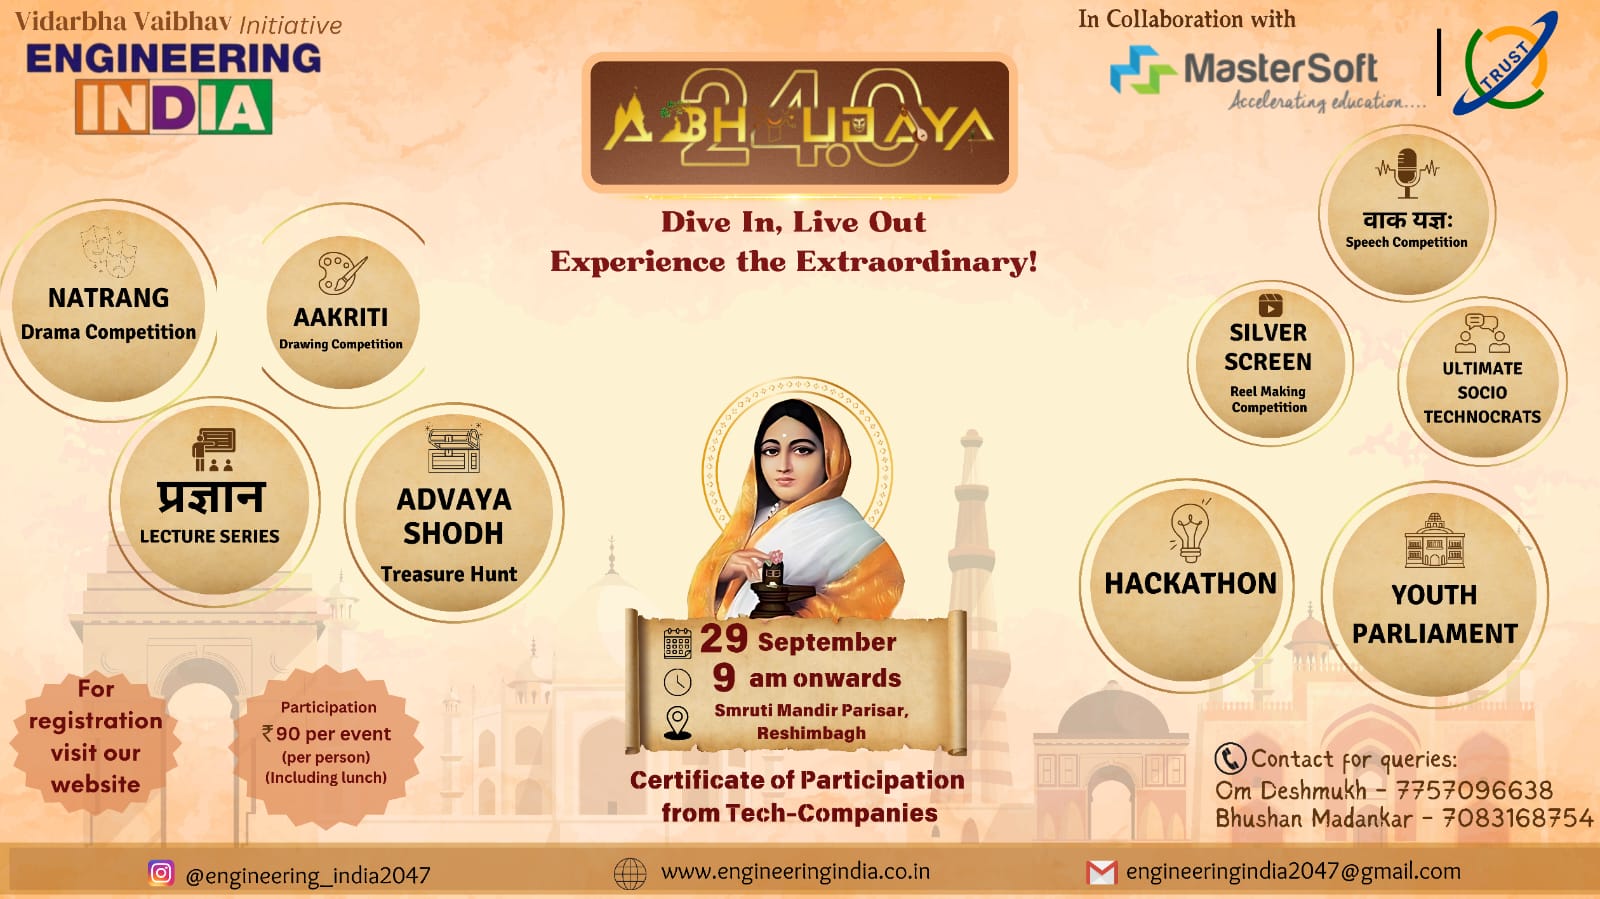 Vidarbha Vaibhav Initiative
ENGINEERING
INDIA
In Collaboration with
MasterSoft
Accelerating education....
TRUST
24.0
ABHYUDAYA
Dive In, Live Out
Experience the Extraordinary!
NATRANG
Drama Competition
AAKRITI
Drawing Competition
प्रज्ञान
LECTURE SERIES
ADVAYA
SHODH
Treasure Hunt
वाक यज्ञः
Speech Competition
SILVER
SCREEN
Reel Making
Competition
ULTIMATE
SOCIO
TECHNOCRATS
HACKATHON
YOUTH
PARLIAMENT
29 September
9 am onwards
Smruti Mandir Parisar,
Reshimbagh
Certificate of Participation
from Tech-Companies
For
registration
visit our
website
Participation
₹90 per event
(per person)
(Including lunch)
Contact for queries:
Om Deshmukh - 7757096638
Bhushan Madankar - 7083168754
@engineering_india2047
www.engineeringindia.co.in
engineeringindia2047@gmail.com